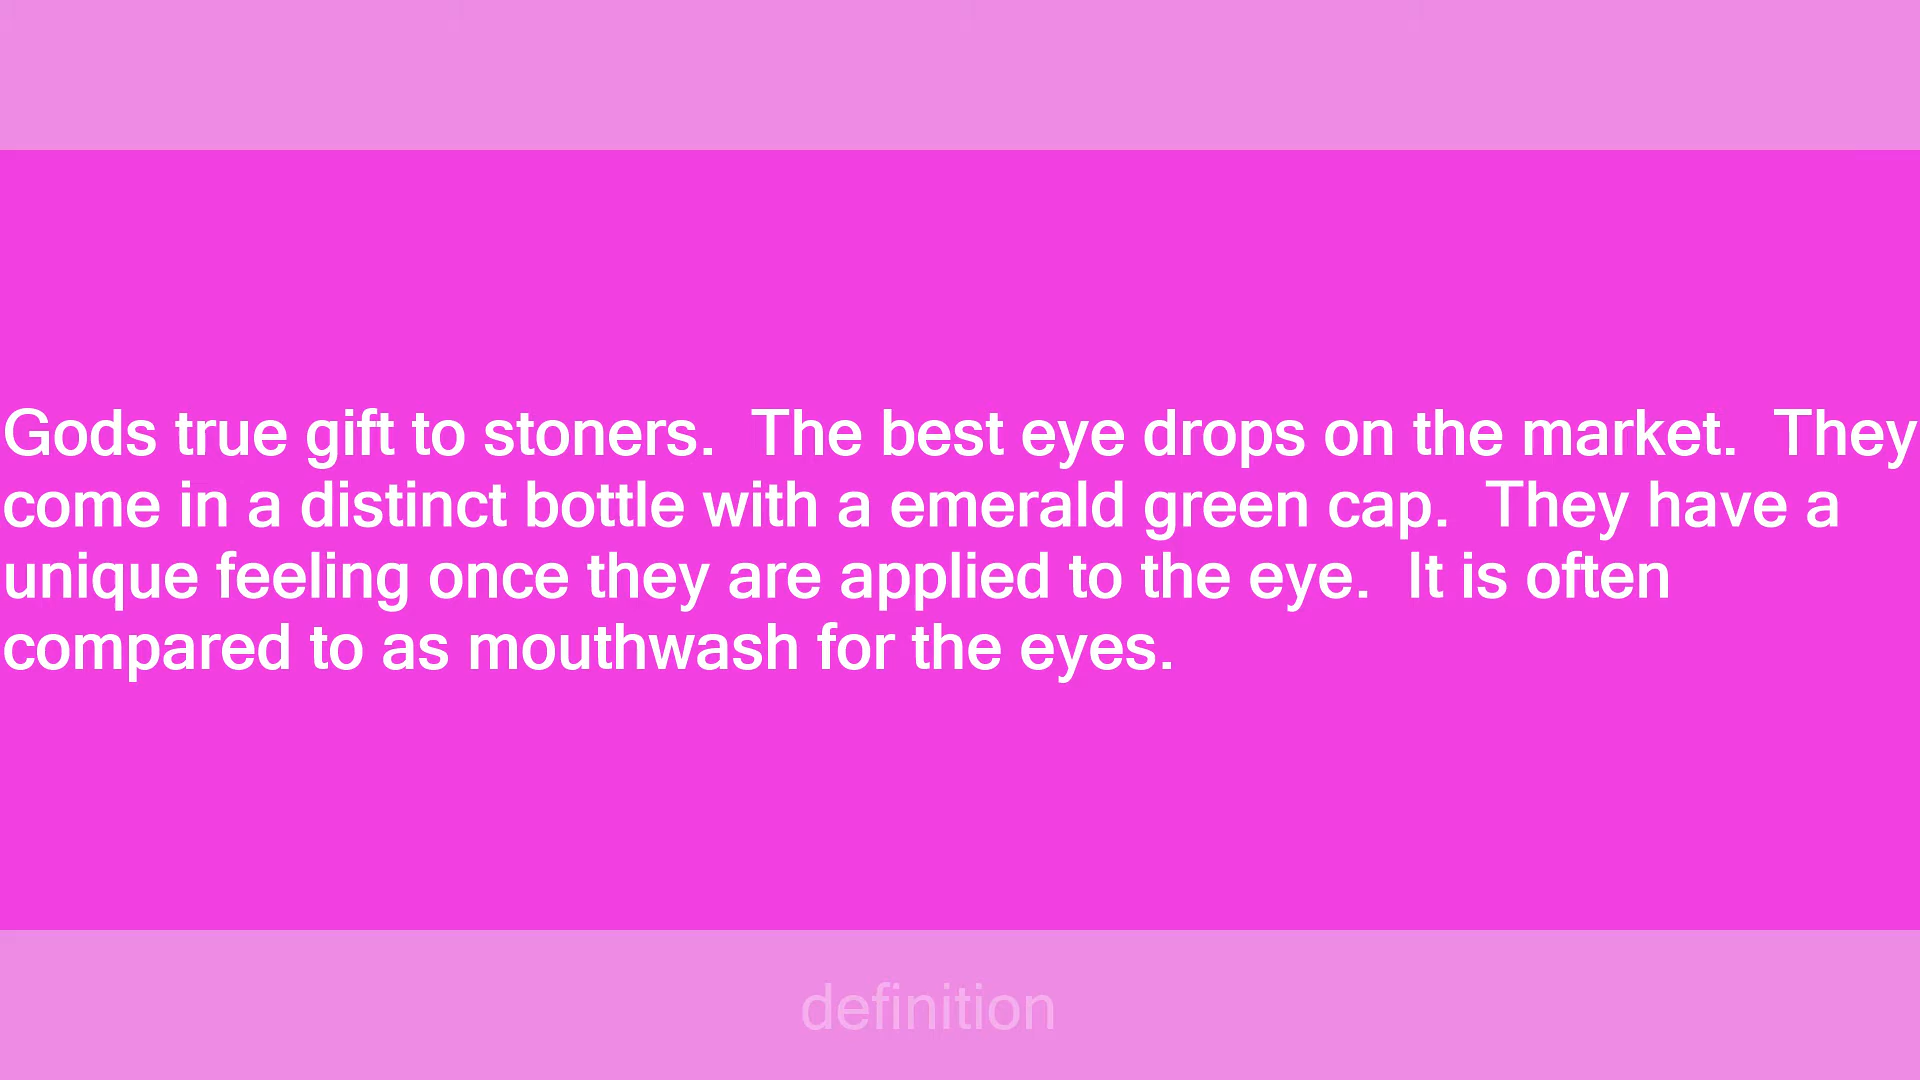 Gods true gift to stoners.  The best eye drops on the market.  They
come in a distinct bottle with a emerald green cap.  They have a
unique feeling once they are applied to the eye.  It is often
compared to as mouthwash for the eyes.
definition